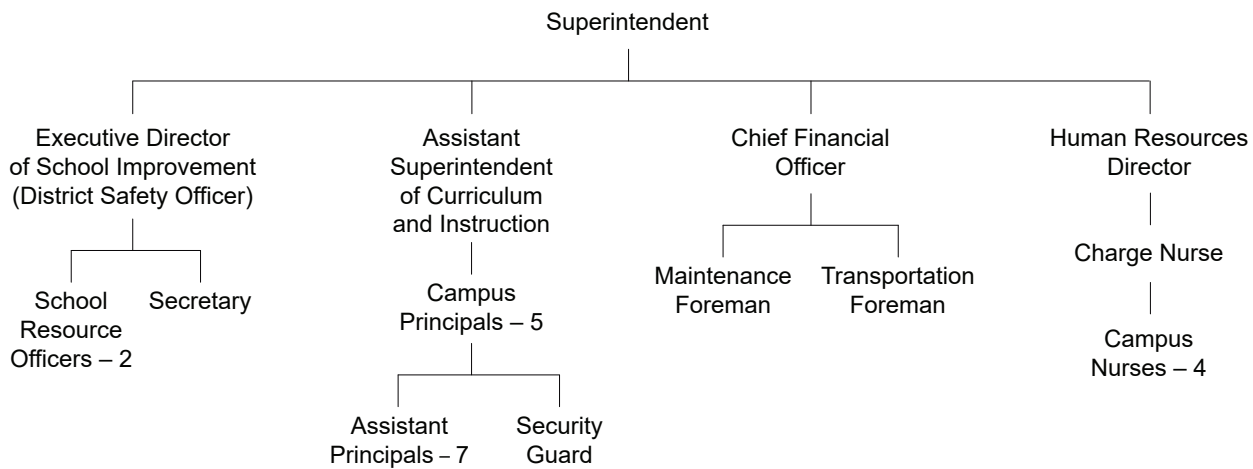 Superintendent
Executive Director
of School Improvement
(District Safety Officer)
Assistant
Superintendent
of Curriculum
and Instruction
Chief Financial
Officer
Human Resources
Director
School
Resource
Officers – 2
Secretary
Campus
Principals – 5
Maintenance
Foreman
Transportation
Foreman
Charge Nurse
Campus
Nurses – 4
Assistant
Principals – 7
Security
Guard